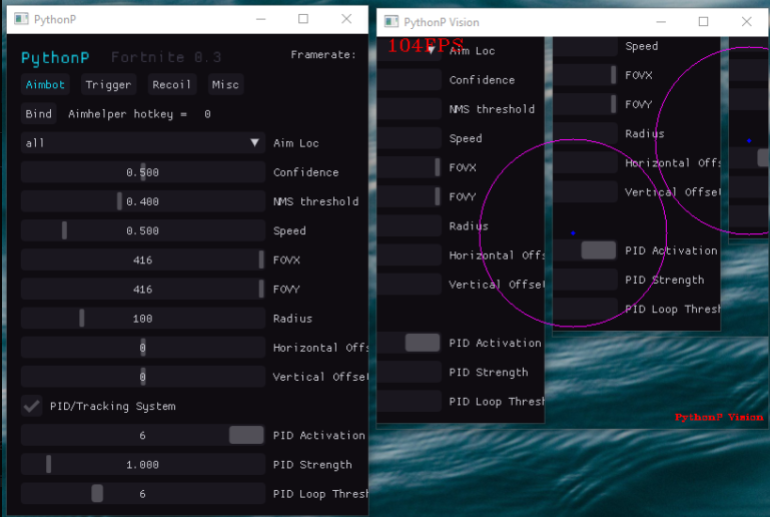 PythonP
PythonP Fortnite 8.3 Framerate:
Aimbot Trigger Recoil Misc
Bind Aimhelper hotkey = 0
all Aim Loc
0.500 Confidence
0.400 NMS threshold
0.500 Speed
416 FOVX
416 FOVY
100 Radius
0 Horizontal Offs
0 Vertical Offset
PID/Tracking System
6 PID Activation
1.000 PID Strength
6 PID Loop Thresh
PythonP Vision
104FPS
Aim Loc
Confidence
NMS threshold
Speed
FOVX
FOVY
Radius
Horizontal Offs
Vertical Offset
PID Activation
PID Strength
PID Loop Thresh
Speed
FOVX
FOVY
Radius
Horizontal Offs
Vertical Offset
PID Activation
PID Strength
PID Loop Thresh
PythonP Vision